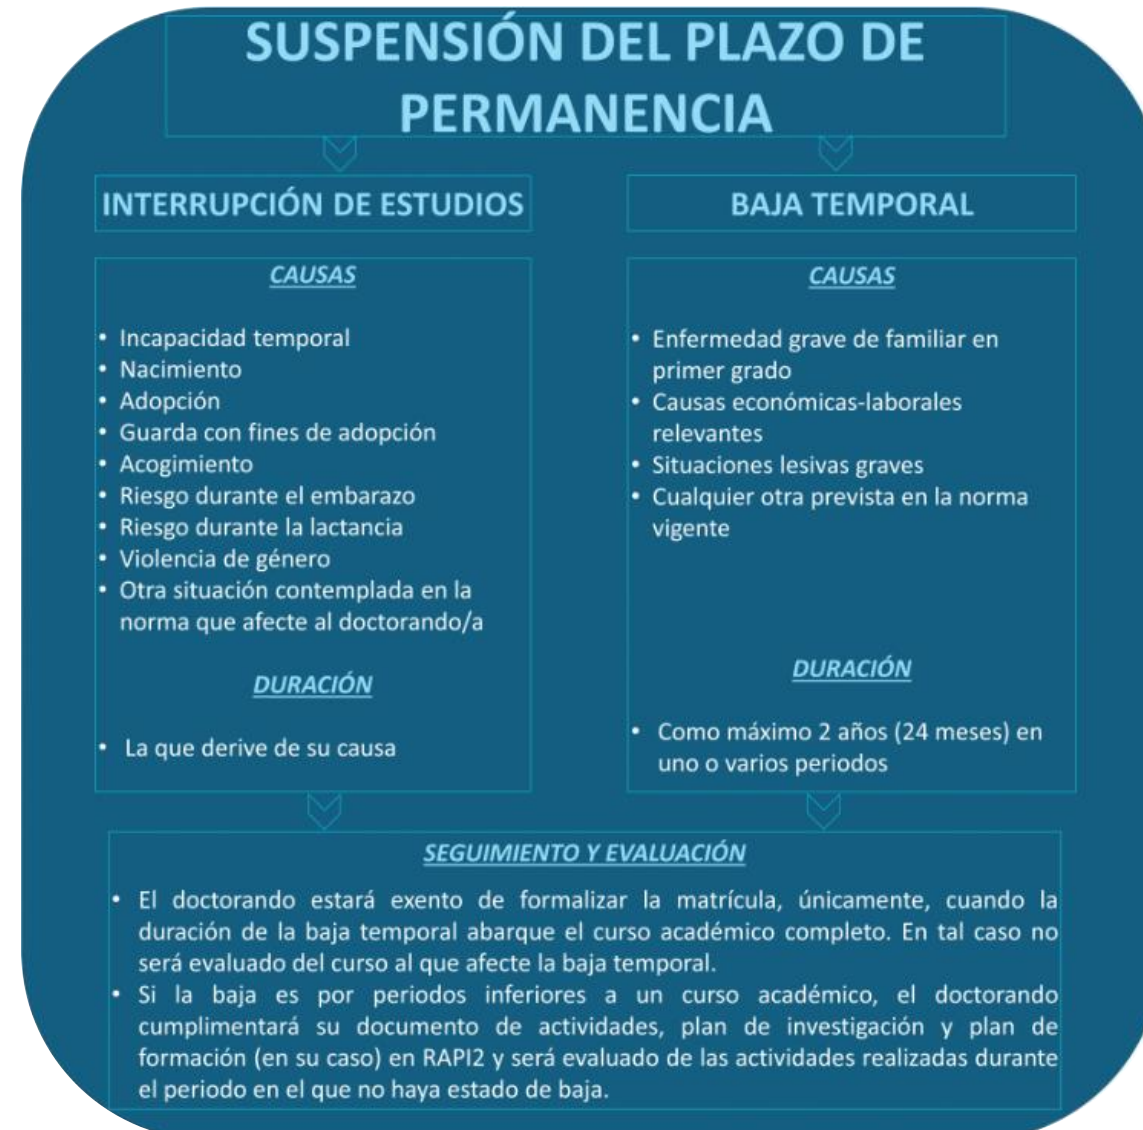 SUSPENSIÓN DEL PLAZO DE
PERMANENCIA
INTERRUPCIÓN DE ESTUDIOS
CAUSAS
• Incapacidad temporal
• Nacimiento
• Adopción
• Guarda con fines de adopción
• Acogimiento
• Riesgo durante el embarazo
• Riesgo durante la lactancia
• Violencia de género
• Otra situación contemplada en la
norma que afecte al doctorando/a
DURACIÓN
• La que derive de su causa
BAJA TEMPORAL
CAUSAS
• Enfermedad grave de familiar en
primer grado
• Causas económicas-laborales
relevantes
• Situaciones lesivas graves
• Cualquier otra prevista en la norma
vigente
DURACIÓN
• Como máximo 2 años (24 meses) en
uno o varios periodos
SEGUIMIENTO Y EVALUACIÓN
• El doctorando estará exento de formalizar la matrícula, únicamente, cuando la
duración de la baja temporal abarque el curso académico completo. En tal caso no
será evaluado del curso al que afecte la baja temporal.
• Si la baja es por periodos inferiores a un curso académico, el doctorando
cumplimentará su documento de actividades, plan de investigación y plan de
formación (en su caso) en RAPI2 y será evaluado de las actividades realizadas durante
el periodo en el que no haya estado de baja.